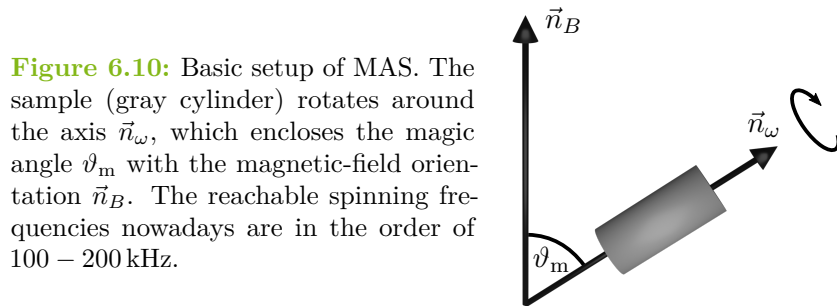 Figure 6.10: Basic setup of MAS. The
sample (gray cylinder) rotates around
the axis n⃗_ω, which encloses the magic
angle ϑ_m with the magnetic-field orien-
tation n⃗_B. The reachable spinning fre-
quencies nowadays are in the order of
100 – 200 kHz.
n⃗_B
n⃗_ω
ϑ_m